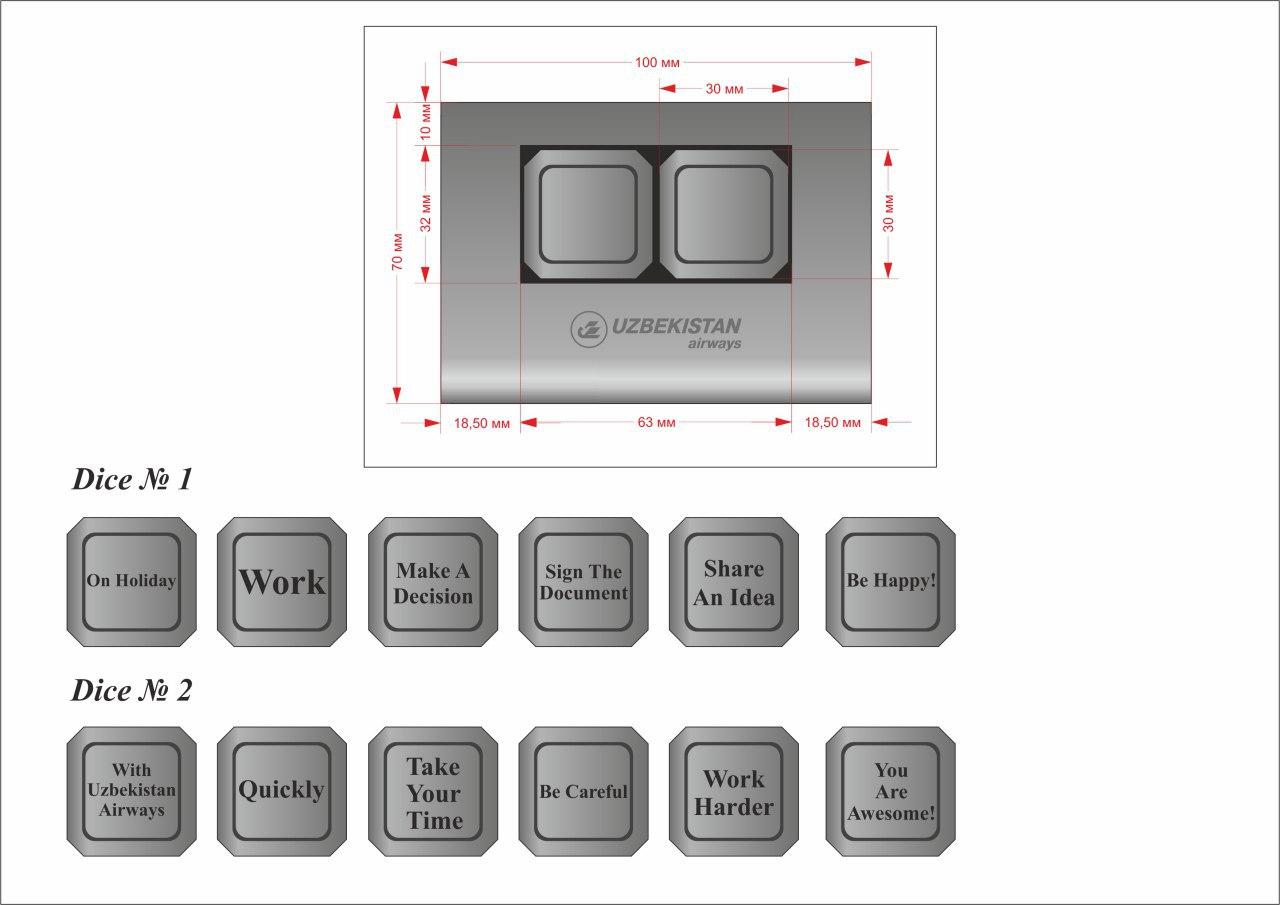 100 мм
30 мм
10 мм
32 мм
70 мм
30 мм
UZBEKISTAN
airways
18,50 мм
63 мм
18,50 мм
Dice № 1
On Holiday
Work
Make A
Decision
Sign The
Document
Share
An Idea
Be Happy!
Dice № 2
With
Uzbekistan
Airways
Quickly
Take
Your
Time
Be Careful
Work
Harder
You
Are
Awesome!